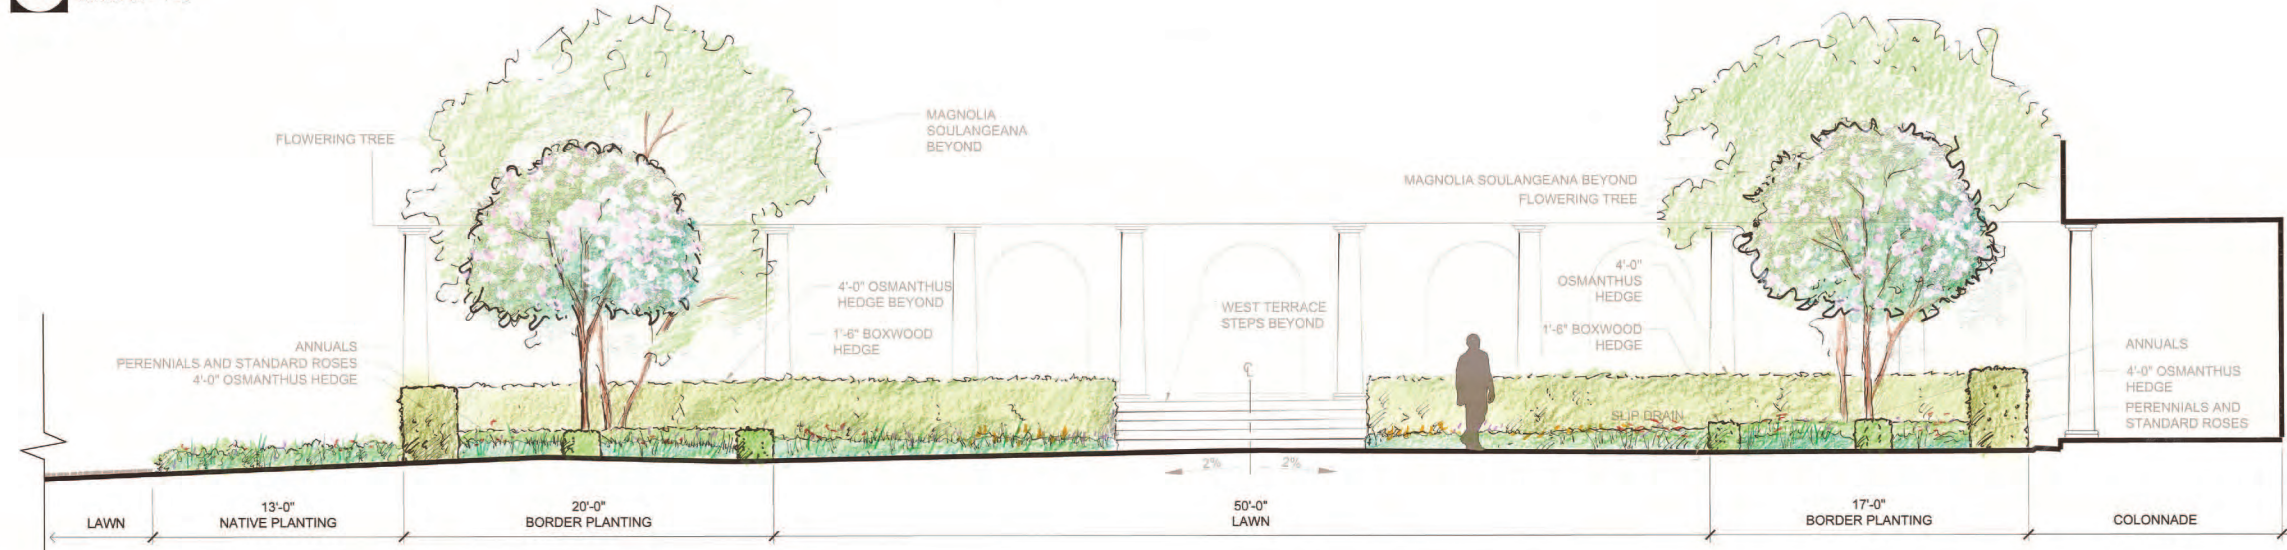 FLOWERING TREE
MAGNOLIA
SOULANGEANA
BEYOND
MAGNOLIA SOULANGEANA BEYOND
FLOWERING TREE
4'-0" OSMANTHUS
HEDGE BEYOND
1'-6" BOXWOOD
HEDGE
WEST TERRACE
STEPS BEYOND
4'-0"
OSMANTHUS
HEDGE
1'-6" BOXWOOD
HEDGE
ANNUALS
PERENNIALS AND STANDARD ROSES
4'-0" OSMANTHUS HEDGE
ANNUALS
4'-0" OSMANTHUS
HEDGE
PERENNIALS AND
STANDARD ROSES
SLIP DRAIN
2% 2%
LAWN
13'-0"
NATIVE PLANTING
20'-0"
BORDER PLANTING
50'-0"
LAWN
17'-0"
BORDER PLANTING
COLONNADE